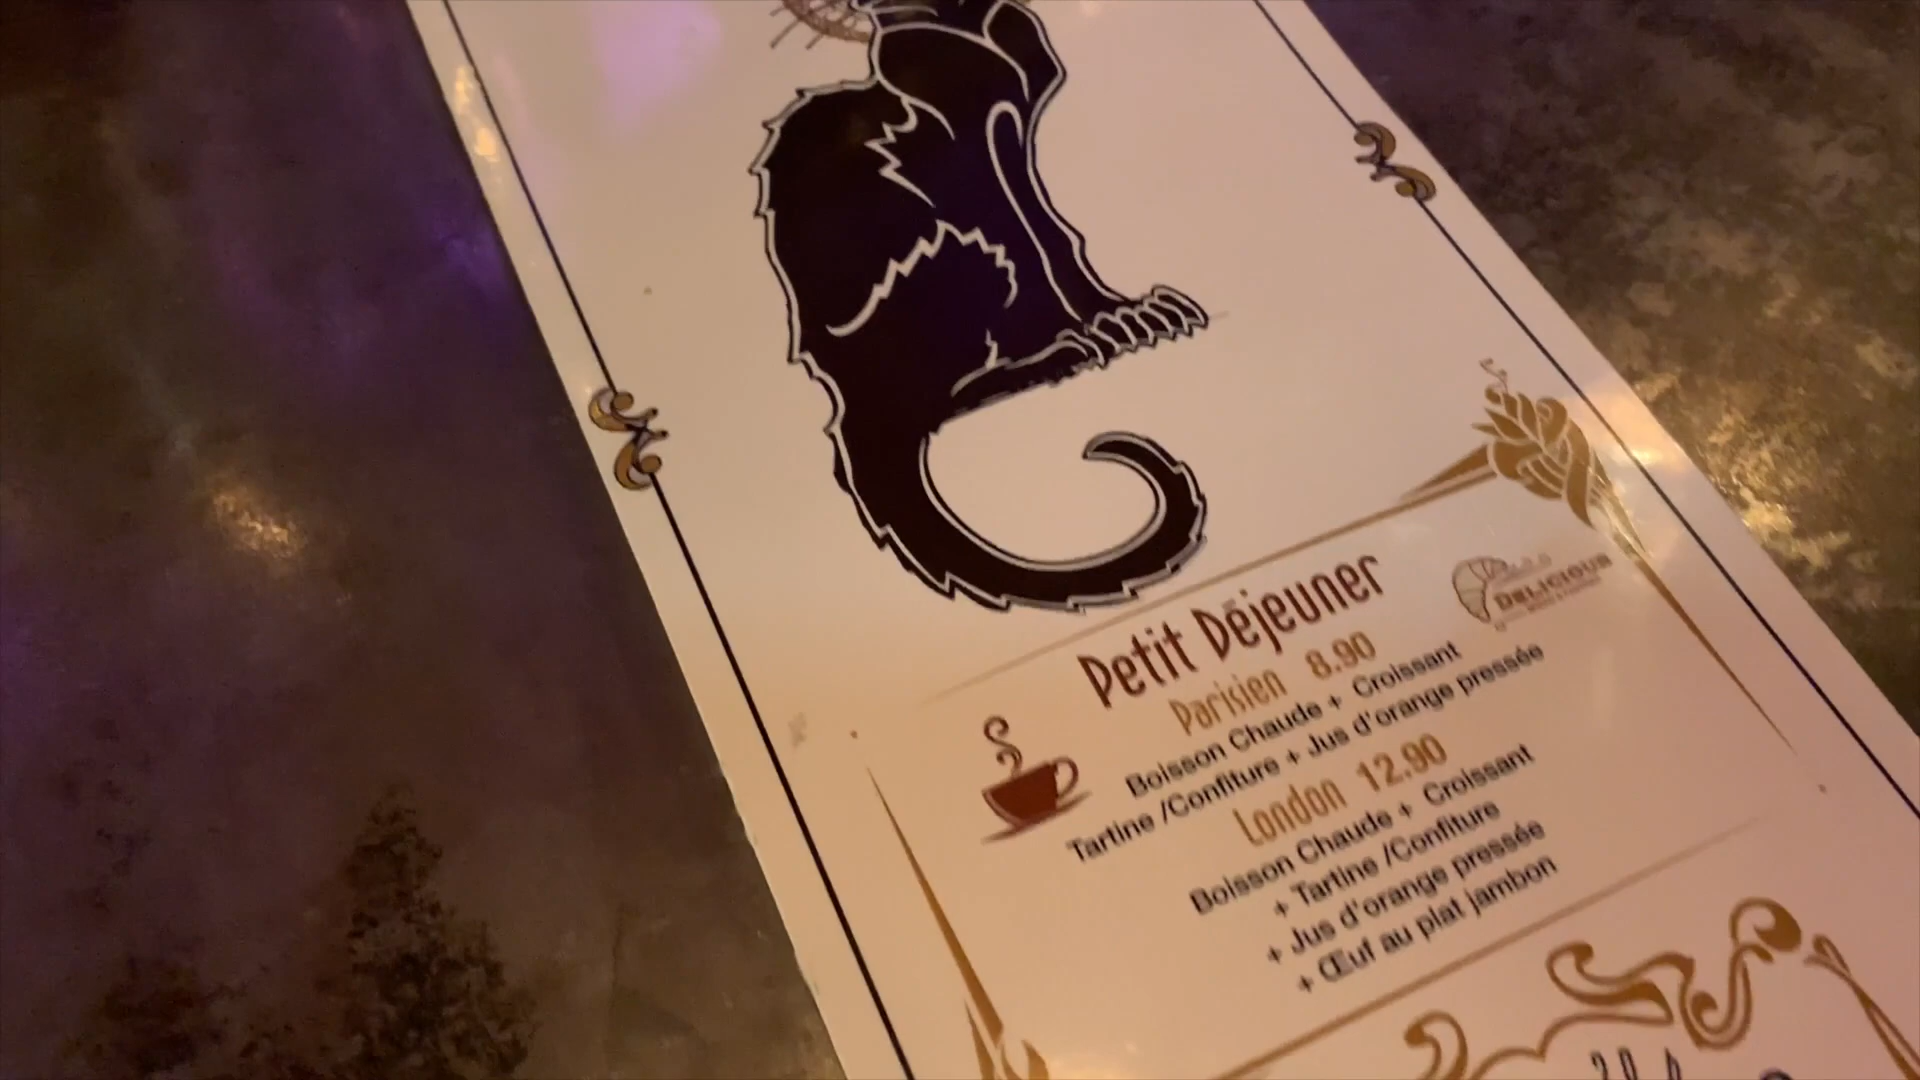 Petit Déjeuner
DELICIOUS
Parisien 8.90
Boisson Chaude + Croissant
Tartine /Confiture + Jus d'orange pressée
London 12.90
Boisson Chaude + Croissant
+ Tartine /Confiture
+ Jus d'orange pressée
+ Œuf au plat jambon